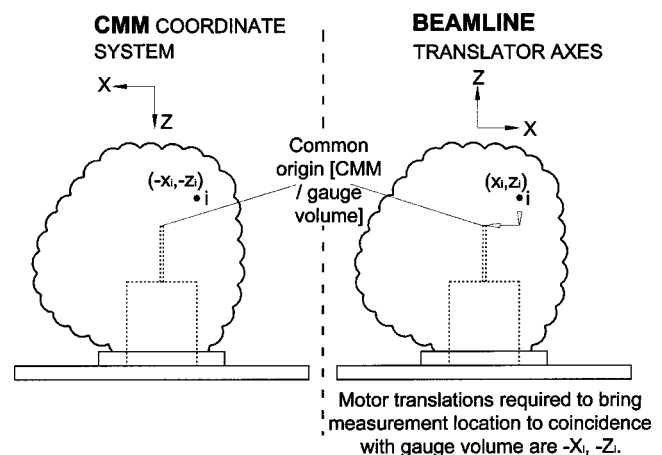 CMM COORDINATE
SYSTEM
X
Z
(-xᵢ,-zᵢ)
i
Common
origin [CMM
/ gauge
volume]
BEAMLINE
TRANSLATOR AXES
Z
X
(xᵢ,zᵢ)
i
Motor translations required to bring
measurement location to coincidence
with gauge volume are -Xᵢ, -Zᵢ.